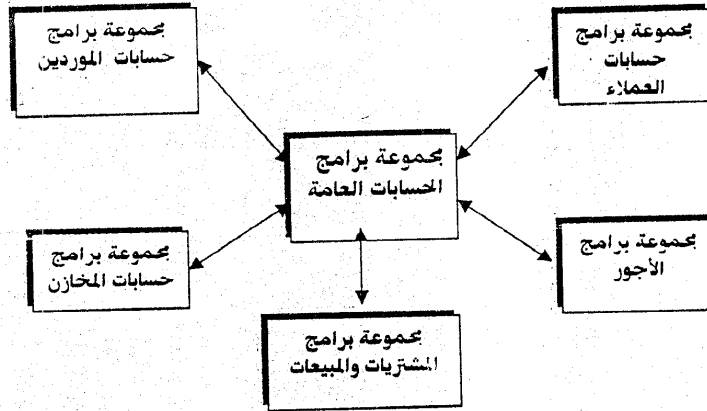 مجموعة برامج
حسابات
العملاء
مجموعة برامج
حسابات الموردين
مجموعة برامج
الحسابات العامة
مجموعة برامج
الأجور
مجموعة برامج
حسابات المخازن
مجموعة برامج
المشتريات والمبيعات